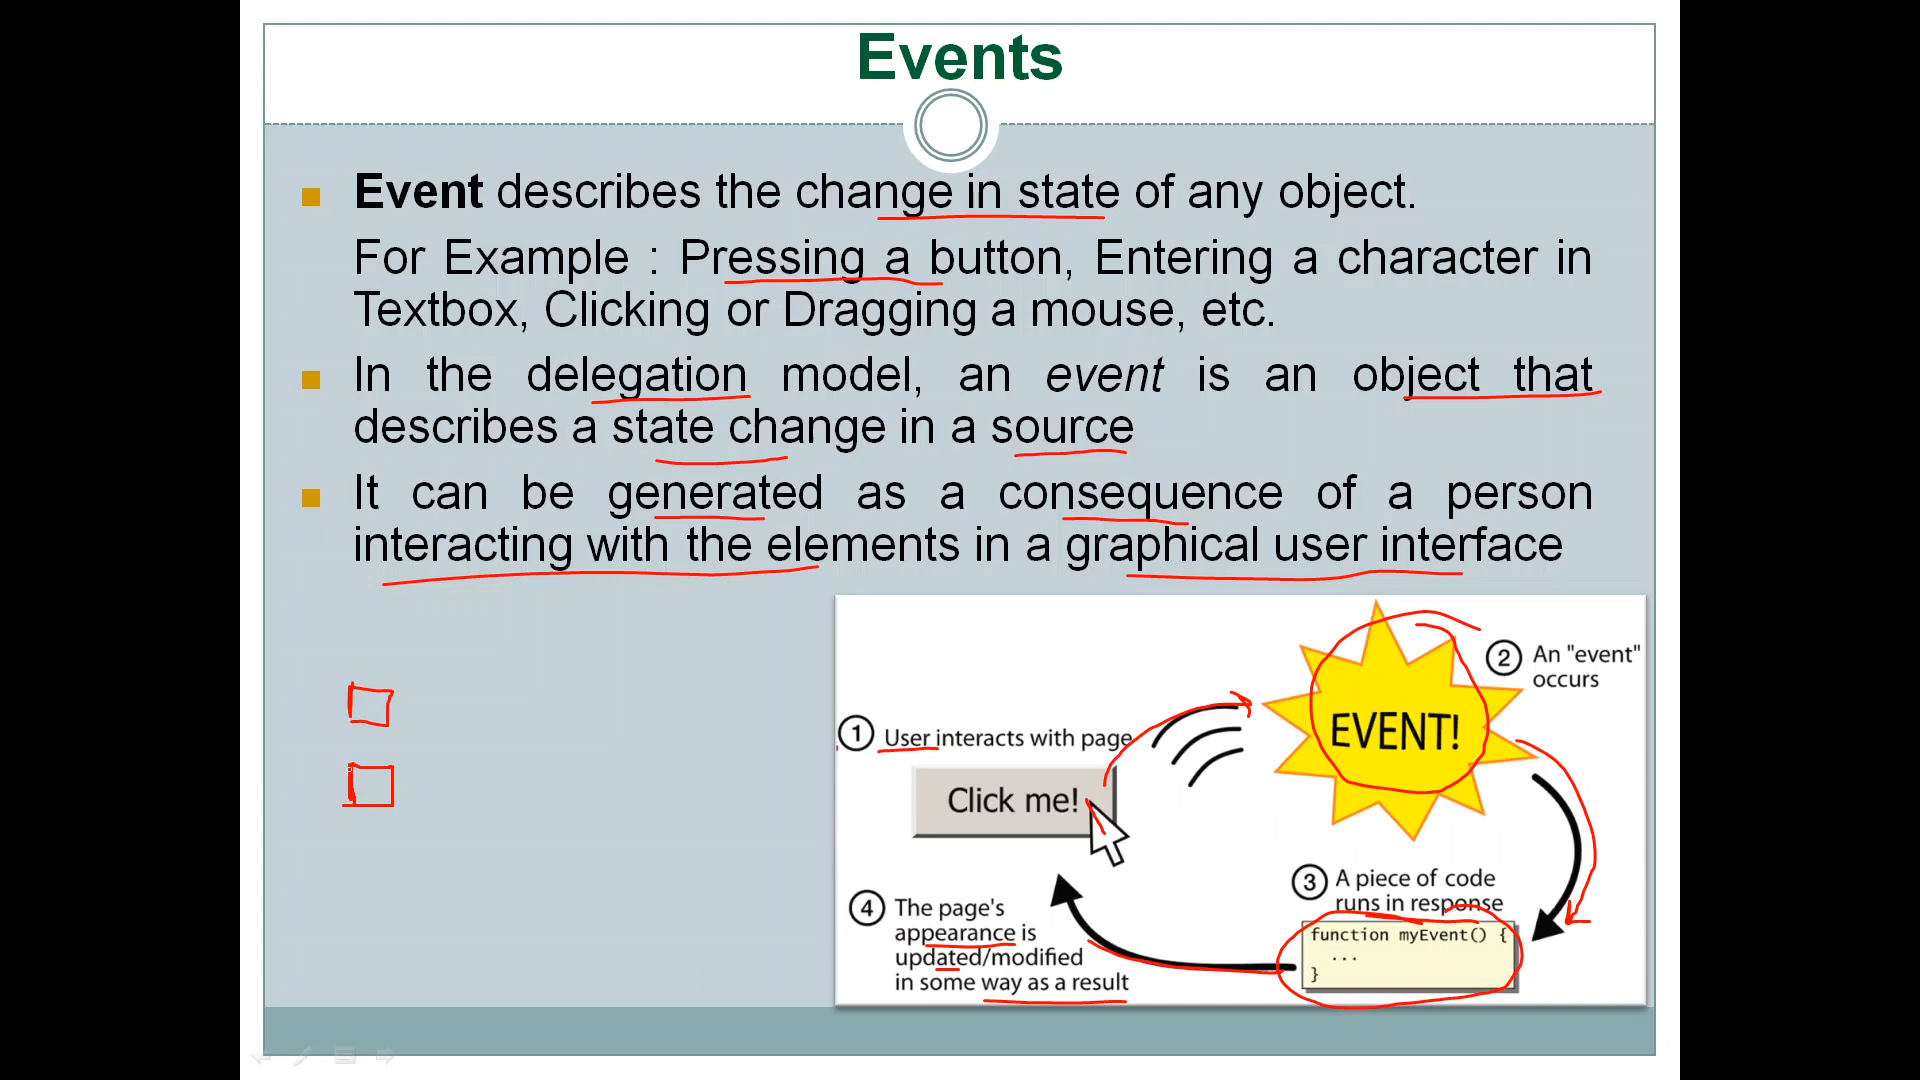 Events
Event describes the change in state of any object.
For Example : Pressing a button, Entering a character in
Textbox, Clicking or Dragging a mouse, etc.
In the delegation model, an event is an object that
describes a state change in a source
It can be generated as a consequence of a person
interacting with the elements in a graphical user interface
1 User interacts with page
Click me!
EVENT!
2 An "event"
occurs
3 A piece of code
runs in response
function myEvent() {
...
}
4 The page's
appearance is
updated/modified
in some way as a result